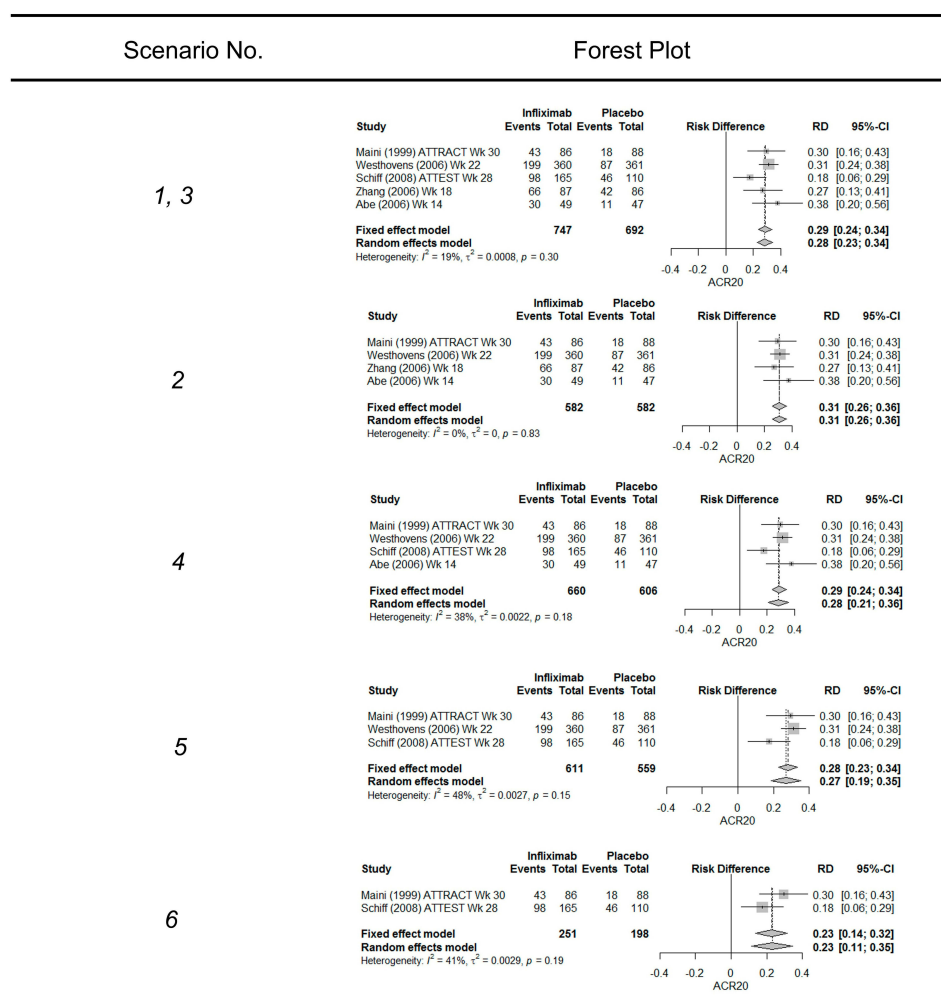 Scenario No. Forest Plot
1, 3
Infliximab Placebo
Study Events Total Events Total Risk Difference RD 95%-CI
Maini (1999) ATTRACT Wk 30 43 86 18 88 0.30 [0.16; 0.43]
Westhovens (2006) Wk 22 199 360 87 361 0.31 [0.24; 0.38]
Schiff (2008) ATTEST Wk 28 98 165 46 110 0.18 [0.06; 0.29]
Zhang (2006) Wk 18 66 87 42 86 0.27 [0.13; 0.41]
Abe (2006) Wk 14 30 49 11 47 0.38 [0.20; 0.56]
Fixed effect model 747 692 0.29 [0.24; 0.34]
Random effects model 0.28 [0.23; 0.34]
Heterogeneity: I² = 19%, τ² = 0.0008, p = 0.30
-0.4 -0.2 0 0.2 0.4
ACR20
2
Infliximab Placebo
Study Events Total Events Total Risk Difference RD 95%-CI
Maini (1999) ATTRACT Wk 30 43 86 18 88 0.30 [0.16; 0.43]
Westhovens (2006) Wk 22 199 360 87 361 0.31 [0.24; 0.38]
Zhang (2006) Wk 18 66 87 42 86 0.27 [0.13; 0.41]
Abe (2006) Wk 14 30 49 11 47 0.38 [0.20; 0.56]
Fixed effect model 582 582 0.31 [0.26; 0.36]
Random effects model 0.31 [0.26; 0.36]
Heterogeneity: I² = 0%, τ² = 0, p = 0.83
-0.4 -0.2 0 0.2 0.4
ACR20
4
Infliximab Placebo
Study Events Total Events Total Risk Difference RD 95%-CI
Maini (1999) ATTRACT Wk 30 43 86 18 88 0.30 [0.16; 0.43]
Westhovens (2006) Wk 22 199 360 87 361 0.31 [0.24; 0.38]
Schiff (2008) ATTEST Wk 28 98 165 46 110 0.18 [0.06; 0.29]
Abe (2006) Wk 14 30 49 11 47 0.38 [0.20; 0.56]
Fixed effect model 660 606 0.29 [0.24; 0.34]
Random effects model 0.28 [0.21; 0.36]
Heterogeneity: I² = 38%, τ² = 0.0022, p = 0.18
-0.4 -0.2 0 0.2 0.4
ACR20
5
Infliximab Placebo
Study Events Total Events Total Risk Difference RD 95%-CI
Maini (1999) ATTRACT Wk 30 43 86 18 88 0.30 [0.16; 0.43]
Westhovens (2006) Wk 22 199 360 87 361 0.31 [0.24; 0.38]
Schiff (2008) ATTEST Wk 28 98 165 46 110 0.18 [0.06; 0.29]
Fixed effect model 611 559 0.28 [0.23; 0.34]
Random effects model 0.27 [0.19; 0.35]
Heterogeneity: I² = 48%, τ² = 0.0027, p = 0.15
-0.4 -0.2 0 0.2 0.4
ACR20
6
Infliximab Placebo
Study Events Total Events Total Risk Difference RD 95%-CI
Maini (1999) ATTRACT Wk 30 43 86 18 88 0.30 [0.16; 0.43]
Schiff (2008) ATTEST Wk 28 98 165 46 110 0.18 [0.06; 0.29]
Fixed effect model 251 198 0.23 [0.14; 0.32]
Random effects model 0.23 [0.11; 0.35]
Heterogeneity: I² = 41%, τ² = 0.0029, p = 0.19
-0.4 -0.2 0 0.2 0.4
ACR20